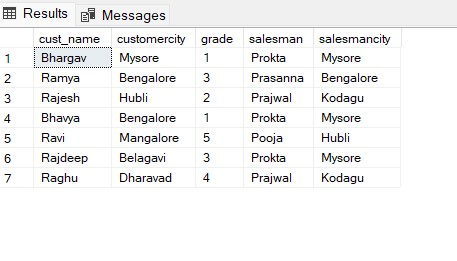 Results Messages
cust_name customercity grade salesman salesmancity
1 Bhargav Mysore 1 Prokta Mysore
2 Ramya Bengalore 3 Prasanna Bengalore
3 Rajesh Hubli 2 Prajwal Kodagu
4 Bhavya Bengalore 1 Prokta Mysore
5 Ravi Mangalore 5 Pooja Hubli
6 Rajdeep Belagavi 3 Prokta Mysore
7 Raghu Dharavad 4 Prajwal Kodagu